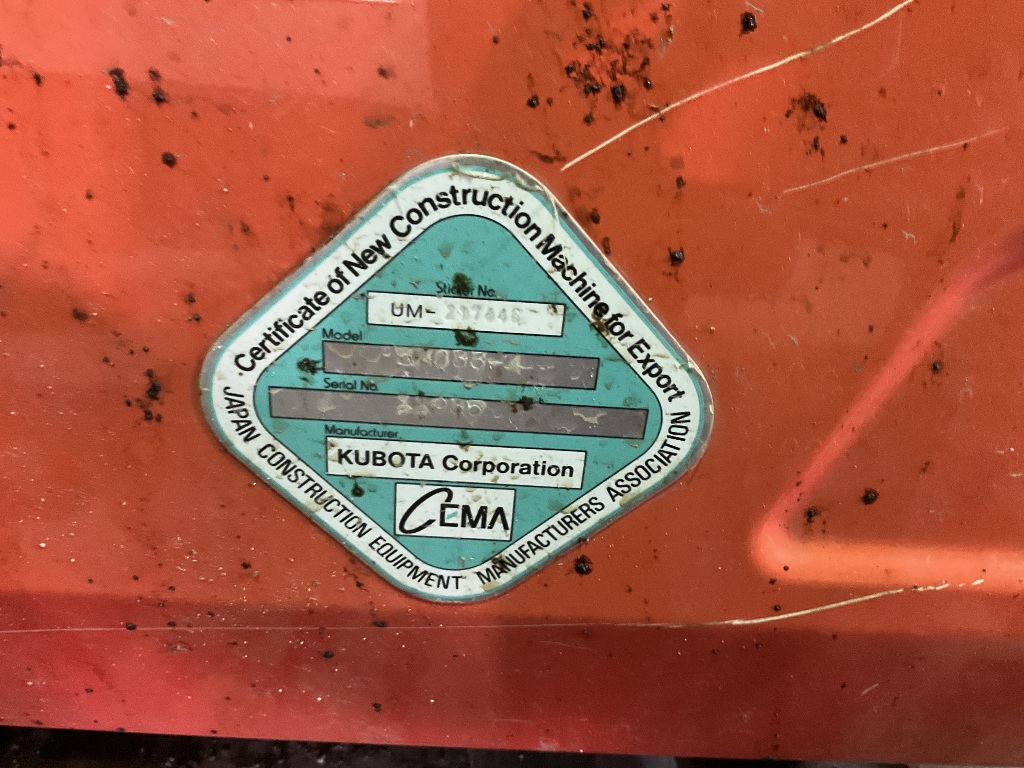 Certificate of New Construction Machine for Export
Sticker No.
UM-
Model
Serial No.
Manufacturer
KUBOTA Corporation
CEMA
JAPAN CONSTRUCTION EQUIPMENT MANUFACTURERS ASSOCIATION